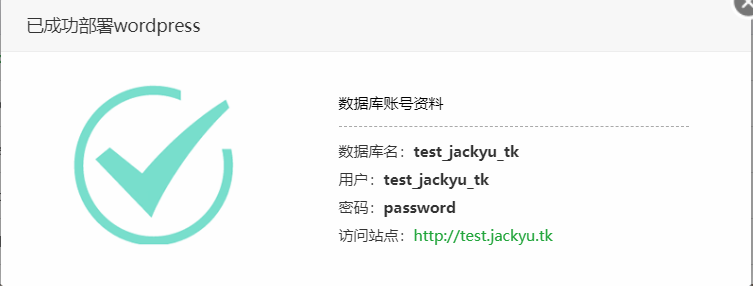 已成功部署wordpress
数据库账号资料
数据库名：test_jackyu_tk
用户：test_jackyu_tk
密码：password
访问站点：http://test.jackyu.tk